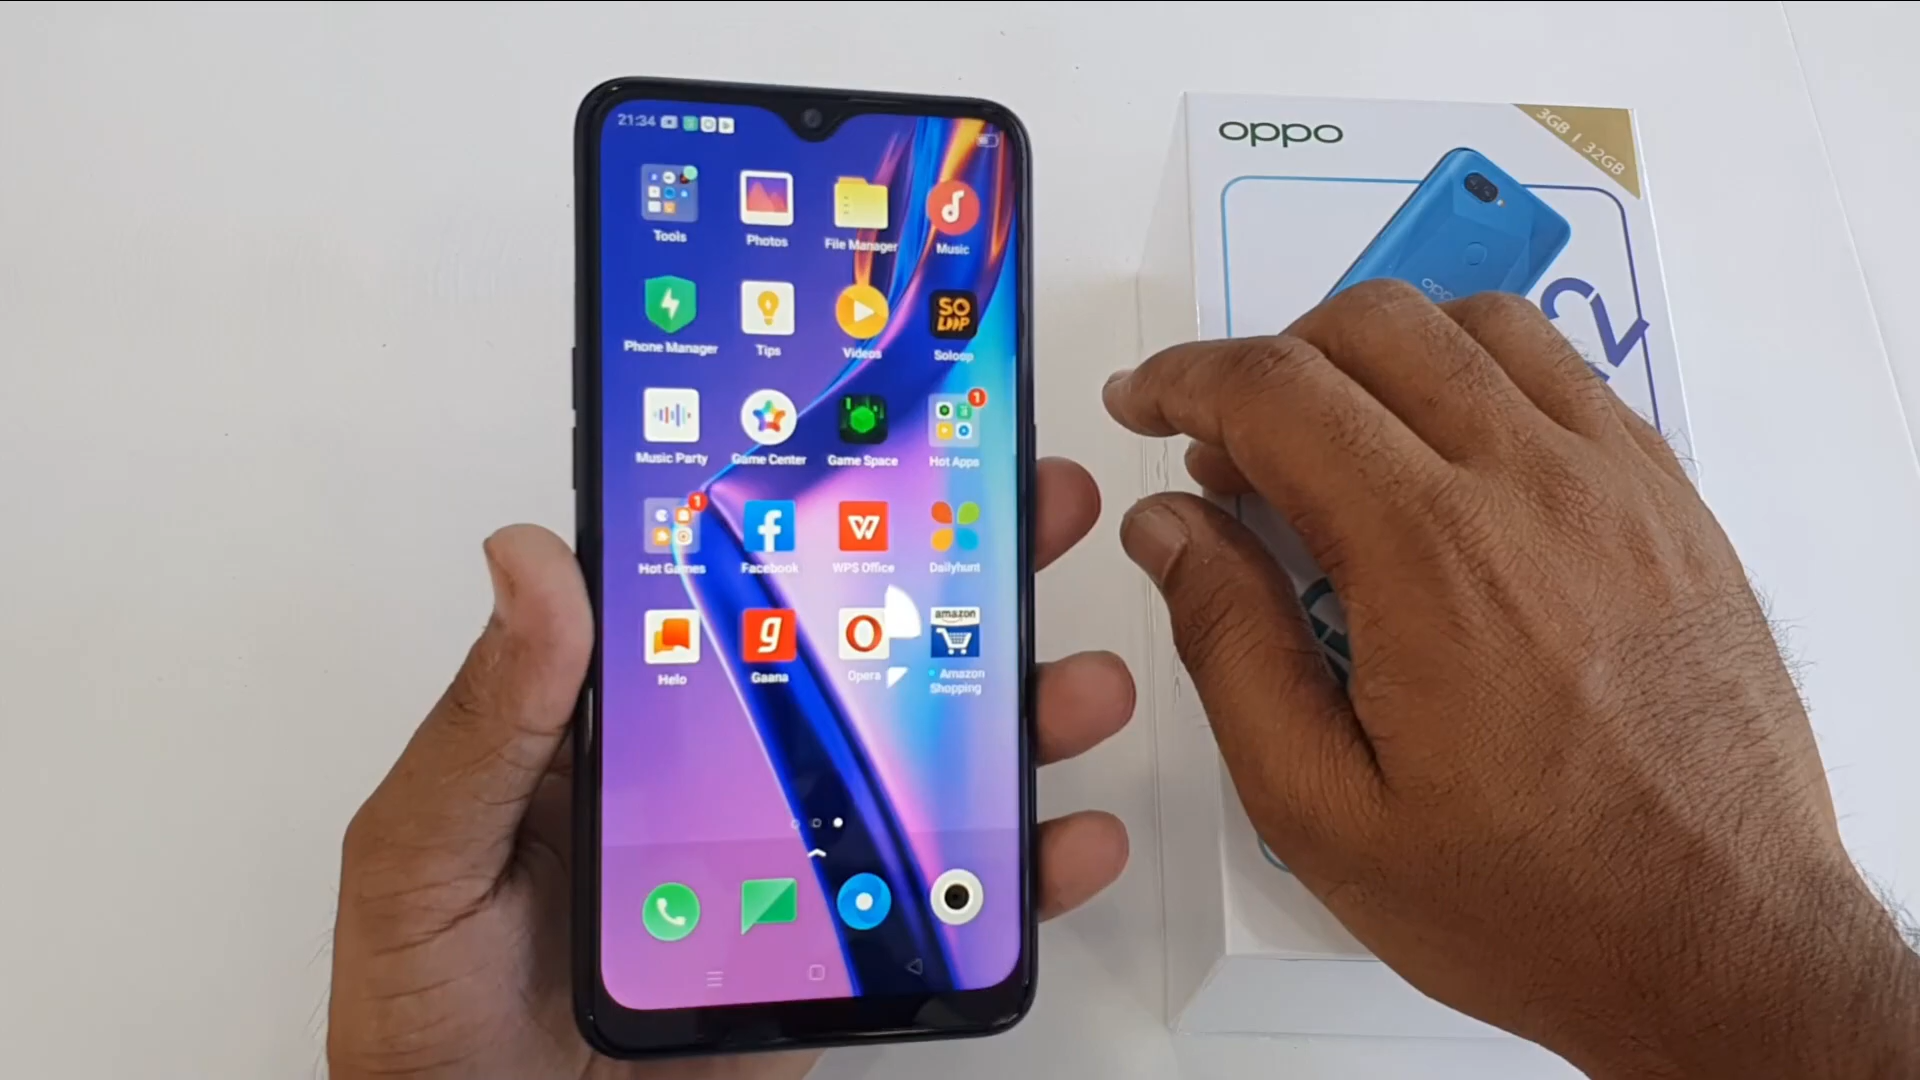 21:34
Tools
Photos
File Manager
Music
Phone Manager
Tips
Videos
Soloop
SO
LOOP
Music Party
Game Center
Game Space
Hot Apps
1
Hot Games
1
Facebook
WPS Office
Dailyhunt
Helo
g
Gaana
Opera
amazon
Amazon
Shopping
oppo
3GB | 32GB
oppo